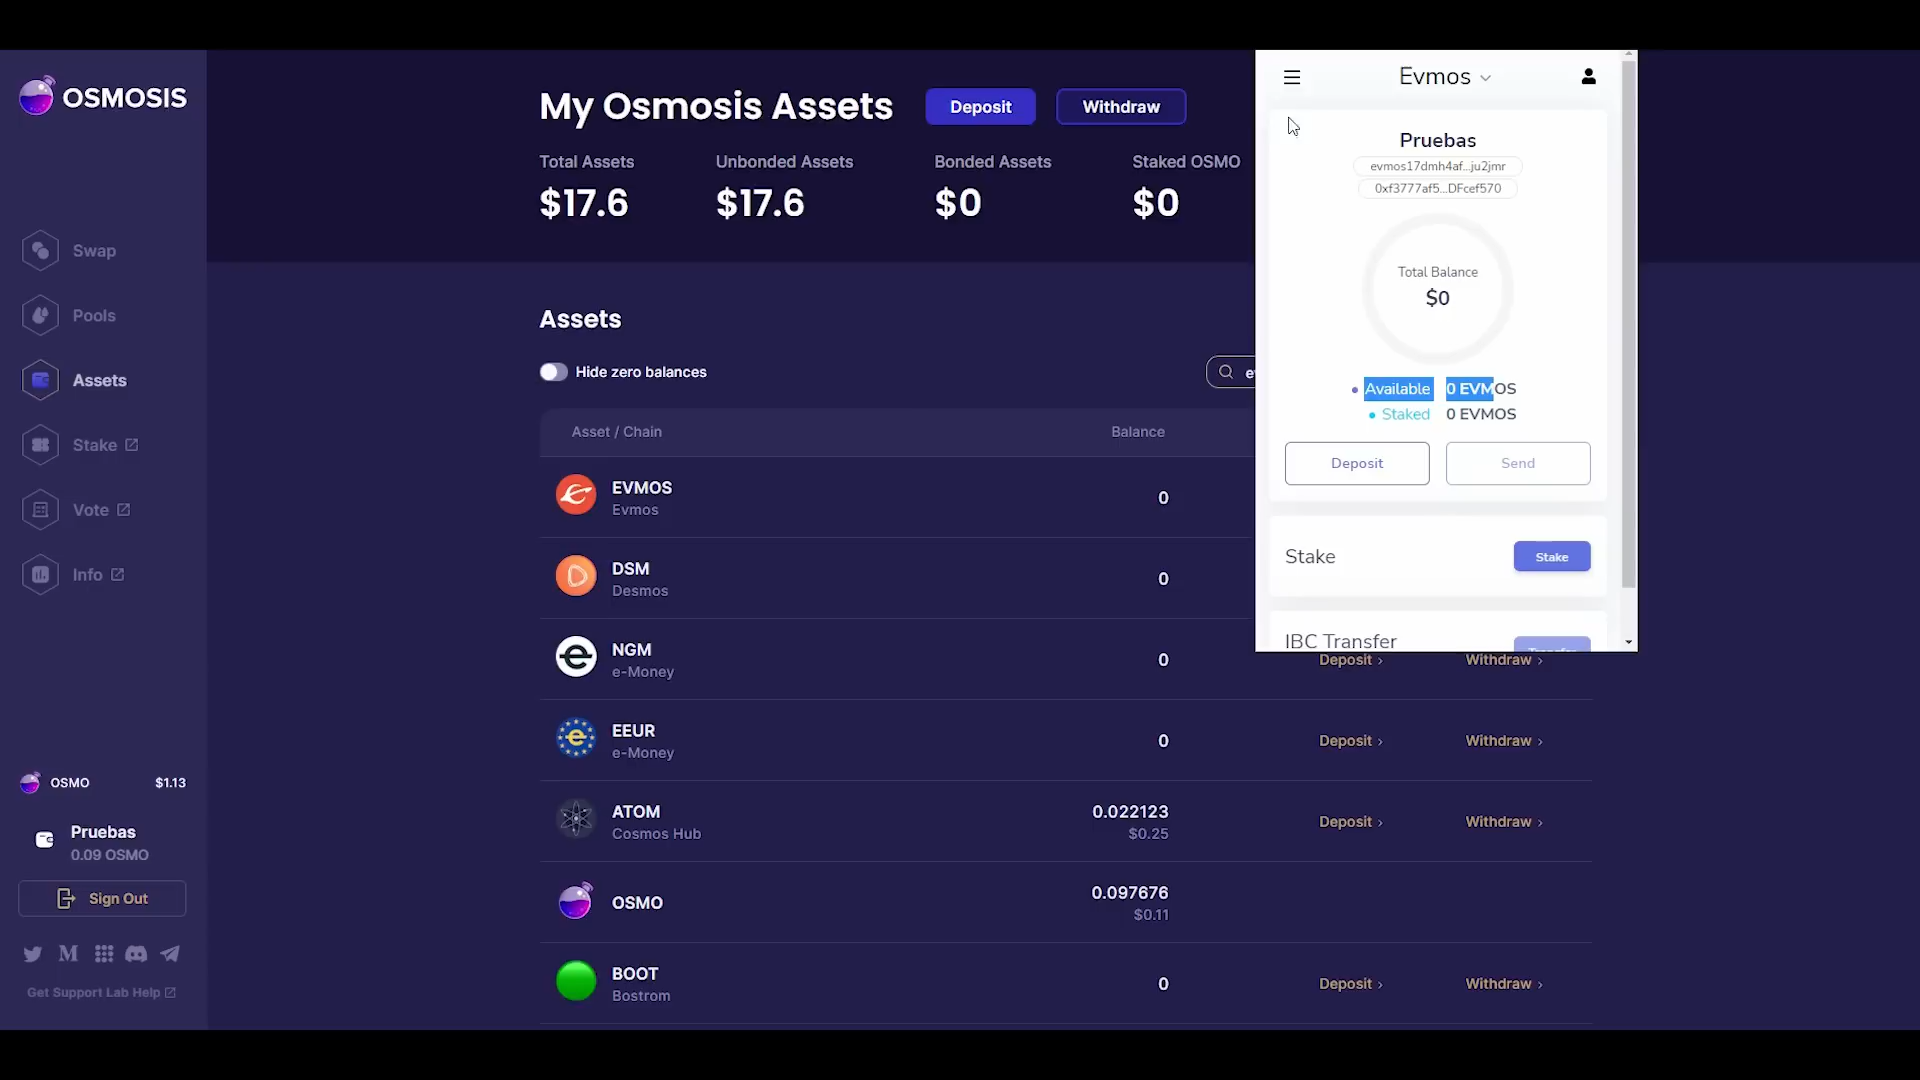 OSMOSIS
Swap
Pools
Assets
Stake
Vote
Info
OSMO $1.13
Pruebas
0.09 OSMO
Sign Out
Get Support Lab Help
My Osmosis Assets Deposit Withdraw
Total Assets Unbonded Assets Bonded Assets Staked OSMO
$17.6 $17.6 $0 $0
Assets
Hide zero balances
Asset / Chain Balance
EVMOS
Evmos
0
DSM
Desmos
0
NGM
e-Money
0
Deposit › Withdraw ›
EEUR
e-Money
0
Deposit › Withdraw ›
ATOM
Cosmos Hub
0.022123
$0.25
Deposit › Withdraw ›
OSMO
0.097676
$0.11
BOOT
Bostrom
0
Deposit › Withdraw ›
Evmos
Pruebas
evmos17dmh4af...ju2jmr
0xf3777af5...DFcef570
Total Balance
$0
Available 0 EVMOS
Staked 0 EVMOS
Deposit Send
Stake Stake
IBC Transfer